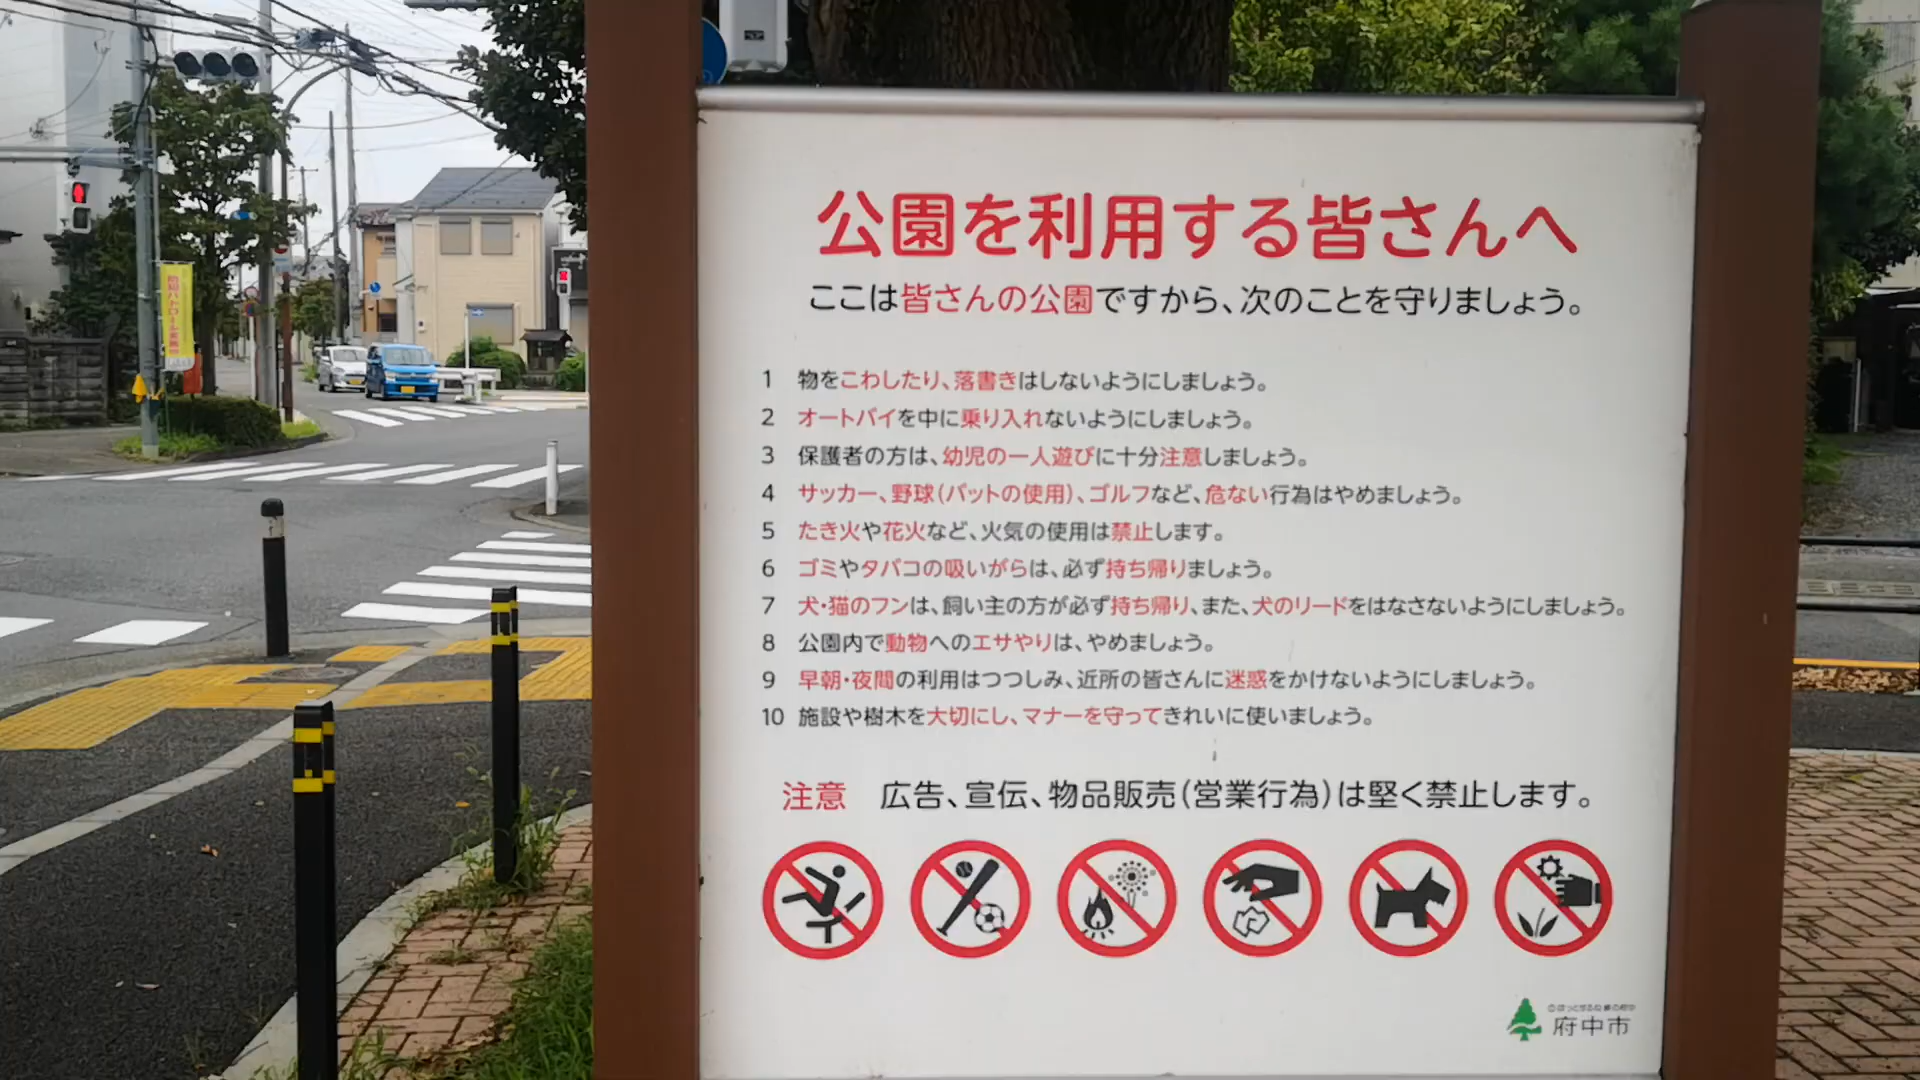 公園を利用する皆さんへ
ここは皆さんの公園ですから、次のことを守りましょう。
1 物をこわしたり、落書きはしないようにしましょう。
2 オートバイを中に乗り入れないようにしましょう。
3 保護者の方は、幼児の一人遊びに十分注意しましょう。
4 サッカー、野球(バットの使用)、ゴルフなど、危ない行為はやめましょう。
5 たき火や花火など、火気の使用は禁止します。
6 ゴミやタバコの吸いがらは、必ず持ち帰りましょう。
7 犬・猫のフンは、飼い主の方が必ず持ち帰り、また、犬のリードをはなさないようにしましょう。
8 公園内で動物へのエサやりは、やめましょう。
9 早朝・夜間の利用はつつしみ、近所の皆さんに迷惑をかけないようにしましょう。
10 施設や樹木を大切にし、マナーを守ってきれいに使いましょう。
注意 広告、宣伝、物品販売(営業行為)は堅く禁止します。
府中市